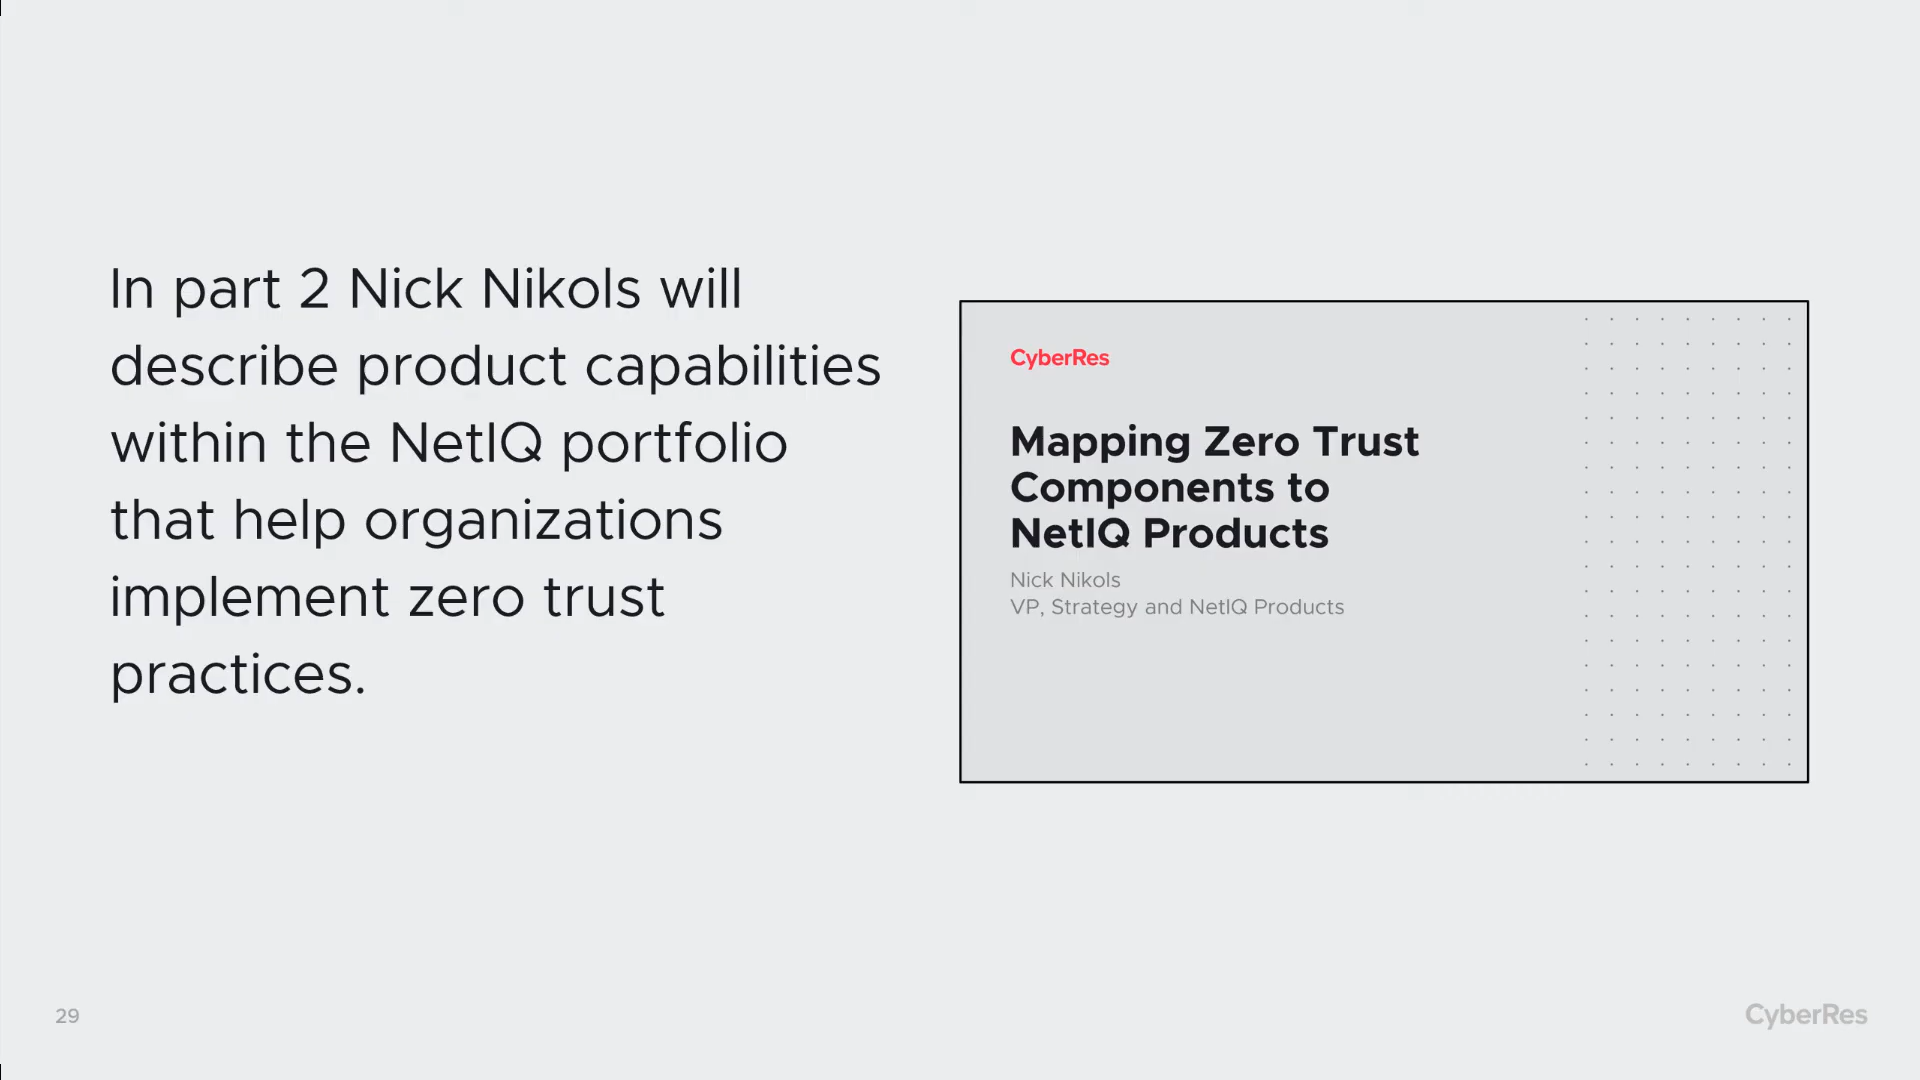 In part 2 Nick Nikols will
describe product capabilities
within the NetIQ portfolio
that help organizations
implement zero trust
practices.
CyberRes
Mapping Zero Trust
Components to
NetIQ Products
Nick Nikols
VP, Strategy and NetIQ Products
29
CyberRes